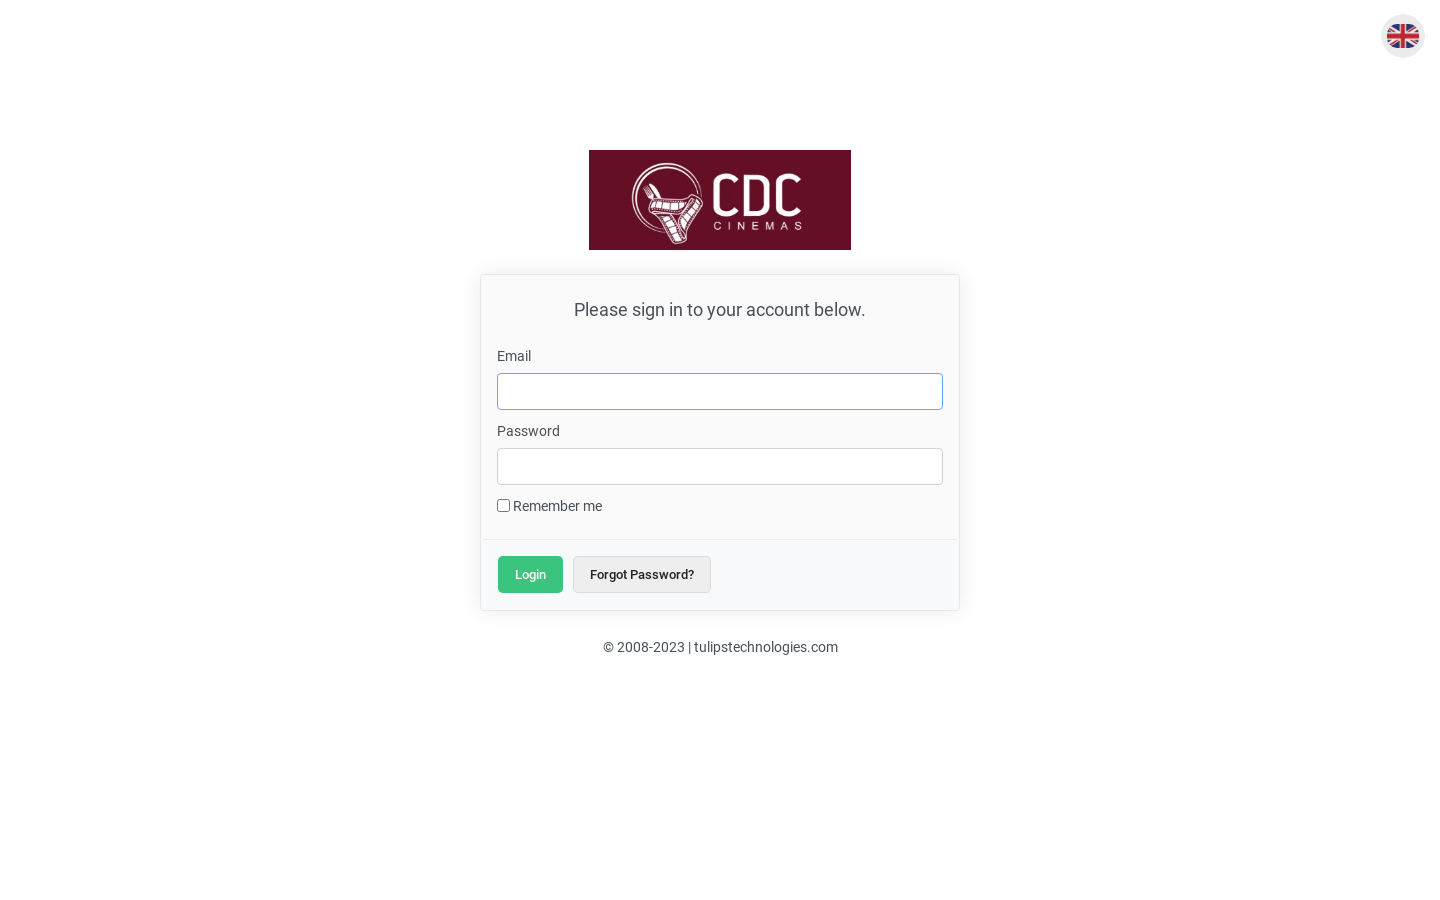 CDC
CINEMAS
Please sign in to your account below.
Email
Password
Remember me
Login
Forgot Password?
© 2008-2023 | tulipstechnologies.com